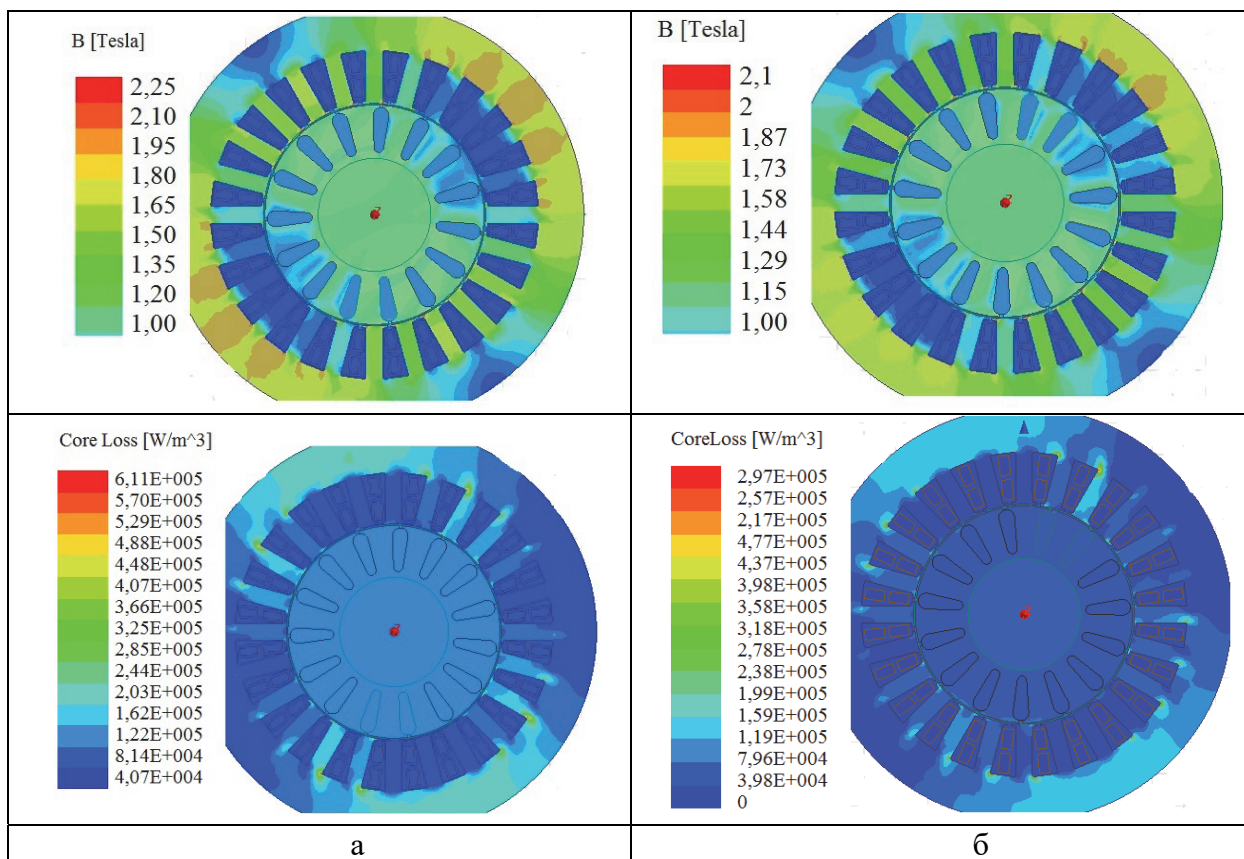 B [Tesla]
2,25
2,10
1,95
1,80
1,65
1,50
1,35
1,20
1,00
B [Tesla]
2,1
2
1,87
1,73
1,58
1,44
1,29
1,15
1,00
Core Loss [W/m^3]
6,11E+005
5,70E+005
5,29E+005
4,88E+005
4,48E+005
4,07E+005
3,66E+005
3,25E+005
2,85E+005
2,44E+005
2,03E+005
1,62E+005
1,22E+005
8,14E+004
4,07E+004
CoreLoss [W/m^3]
2,97E+005
2,57E+005
2,17E+005
4,77E+005
4,37E+005
3,98E+005
3,58E+005
3,18E+005
2,78E+005
2,38E+005
1,99E+005
1,59E+005
1,19E+005
7,96E+004
3,98E+004
0
а
б